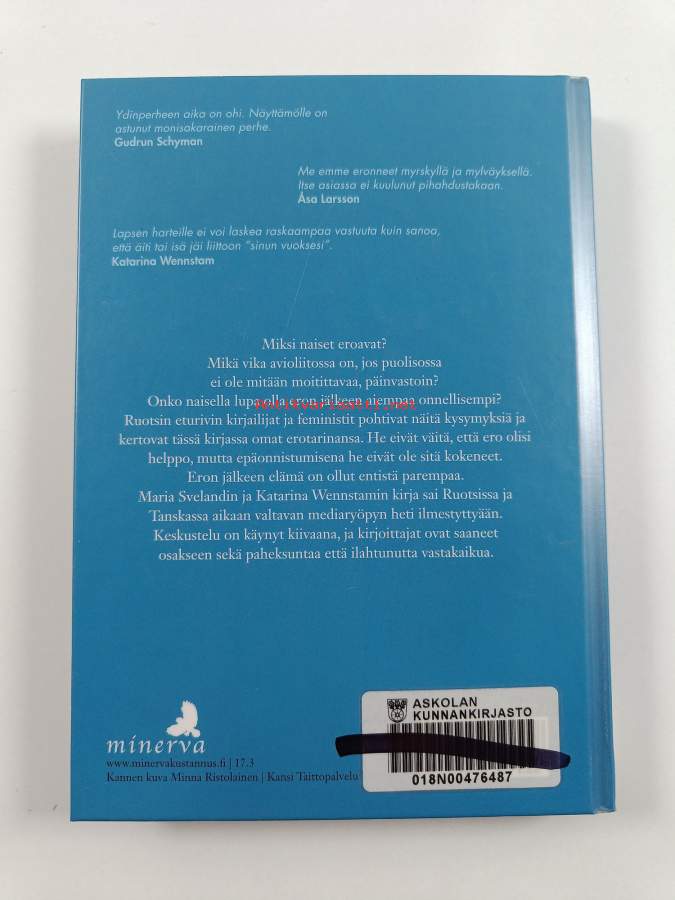 Ydinperheen aika on ohi. Näyttämölle on
astunut monisakarainen perhe.
Gudrun Schyman
Me emme eronneet myrskyllä ja mylväyksellä.
Itse asiassa ei kuulunut pihahdustakaan.
Åsa Larsson
Lapsen harteille ei voi laskea raskaampaa vastuuta kuin sanoa,
että äiti tai isä jäi liittoon "sinun vuoksesi".
Katarina Wennstam
Miksi naiset eroavat?
Mikä vika avioliitossa on, jos puolisossa
ei ole mitään moitittavaa, päinvastoin?
Onko naisella lupa olla eron jälkeen aiempaa onnellisempi?
antikvariaatti.net
Ruotsin eturivin kirjailijat ja feministit pohtivat näitä kysymyksiä ja
kertovat tässä kirjassa omat erotarinansa. He eivät väitä, että ero olisi
helppo, mutta epäonnistumisena he eivät ole sitä kokeneet.
Eron jälkeen elämä on ollut entistä parempaa.
Maria Svelandin ja Katarina Wennstamin kirja sai Ruotsissa ja
Tanskassa aikaan valtavan mediaryöpyn heti ilmestyttyään.
Keskustelu on käynyt kiivaana, ja kirjoittajat ovat saaneet
osakseen sekä paheksuntaa että ilahtunutta vastakaikua.
minerva
www.minervakustannus.fi | 17.3
Kannen kuva Minna Ristolainen | Kansi Taittopalvelu
ASKOLAN
KUNNANKIRJASTO
018N00476487